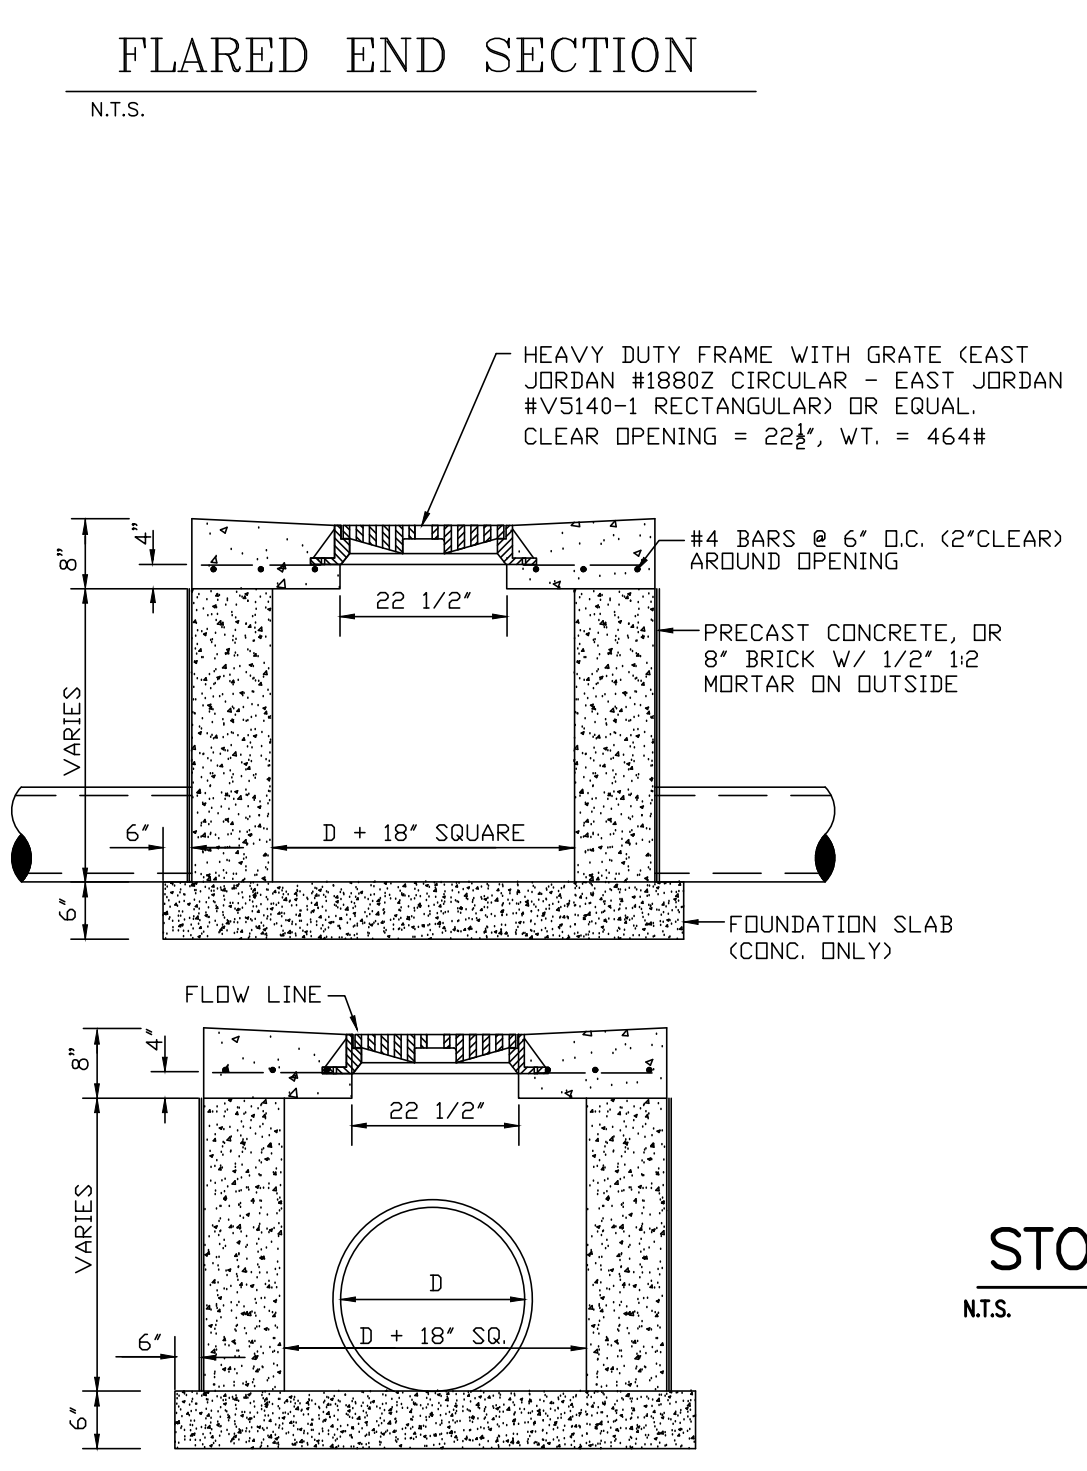 FLARED END SECTION
N.T.S.
HEAVY DUTY FRAME WITH GRATE (EAST
JORDAN #1880Z CIRCULAR - EAST JORDAN
#V5140-1 RECTANGULAR) OR EQUAL.
CLEAR OPENING = 22½", WT. = 464#
8"
4"
#4 BARS @ 6" O.C. (2"CLEAR)
AROUND OPENING
22 1/2"
PRECAST CONCRETE, OR
8" BRICK W/ 1/2" 1:2
MORTAR ON OUTSIDE
VARIES
6"
D + 18" SQUARE
6"
FOUNDATION SLAB
(CONC. ONLY)
FLOW LINE
8"
4"
22 1/2"
VARIES
D
STO
N.T.S.
6"
D + 18" SQ.
6"